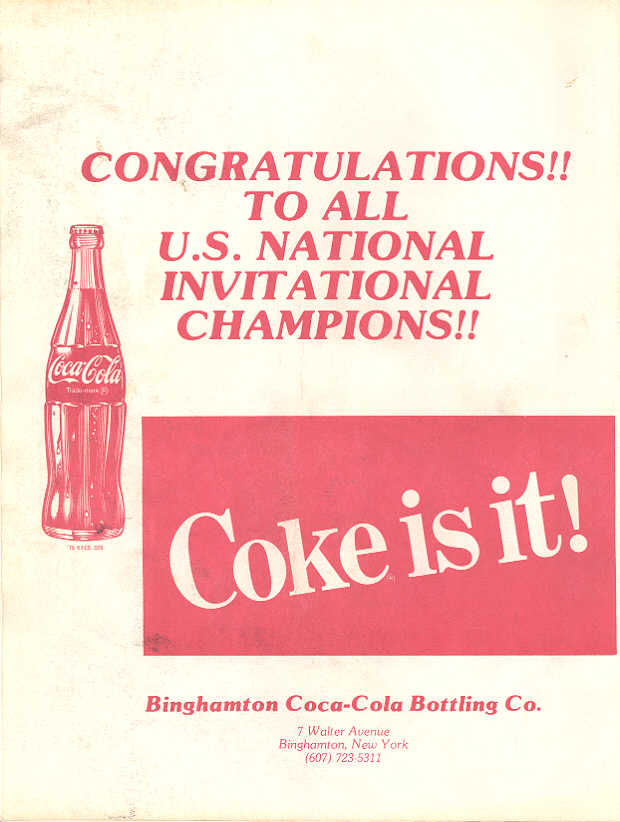 CONGRATULATIONS!!
TO ALL
U.S. NATIONAL
INVITATIONAL
CHAMPIONS!!
Coca-Cola
Trade-mark ®
Coke is it!
®
Binghamton Coca-Cola Bottling Co.
7 Walter Avenue
Binghamton, New York
(607) 723-5311